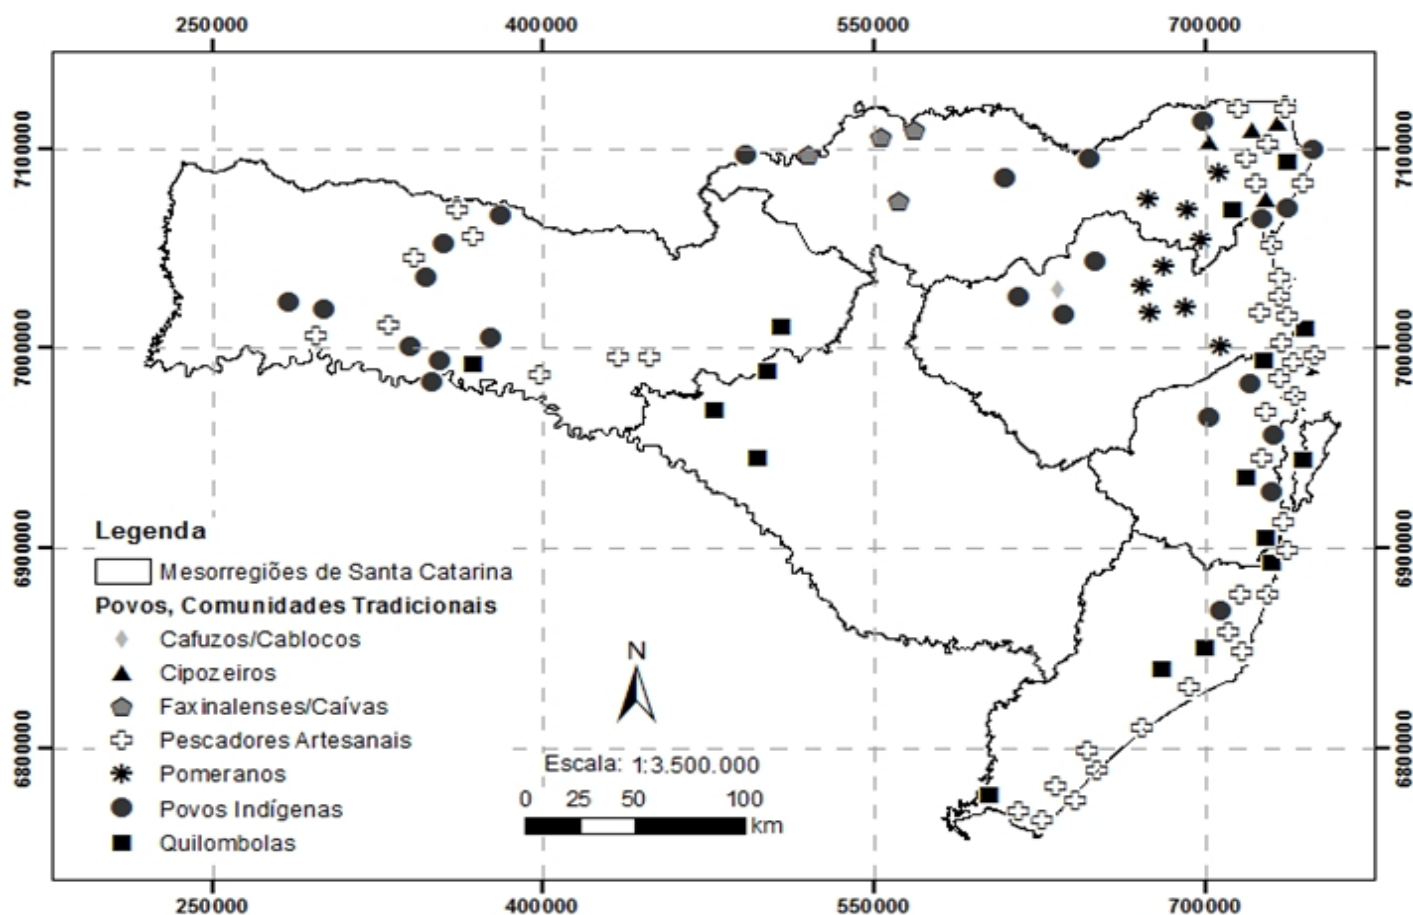 250000 400000 550000 700000
7100000 7100000
7000000 7000000
6900000 6900000
6800000 6800000
Legenda
Mesorregiões de Santa Catarina
Povos, Comunidades Tradicionais
Cafuzos/Cablocos
Cipozeiros
Faxinalenses/Caívas
Pescadores Artesanais
Pomeranos
Povos Indígenas
Quilombolas
N
Escala: 1:3.500.000
0 25 50 100
km
250000 400000 550000 700000